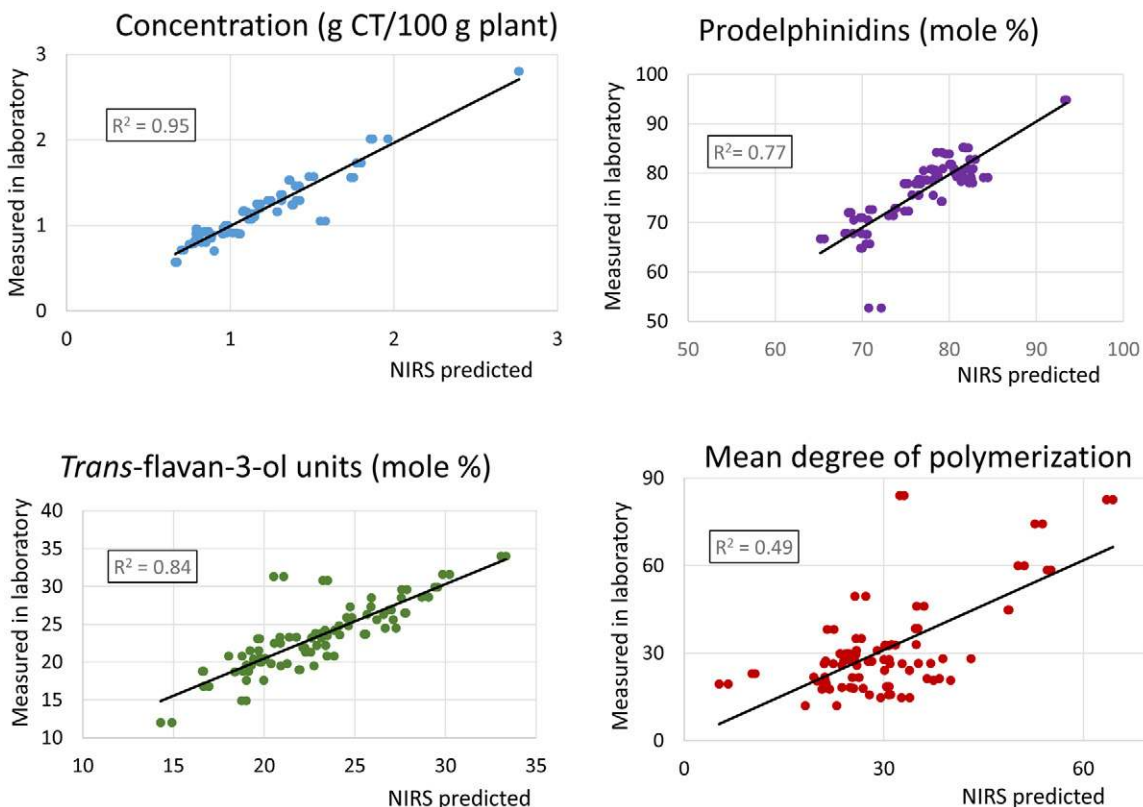 Concentration (g CT/100 g plant)
Measured in laboratory
3
2
1
0
R² = 0.95
0 1 2 3
NIRS predicted
Prodelphinidins (mole %)
Measured in laboratory
100
90
80
70
60
50
R² = 0.77
50 60 70 80 90 100
NIRS predicted
Trans-flavan-3-ol units (mole %)
Measured in laboratory
40
35
30
25
20
15
10
R² = 0.84
10 15 20 25 30 35
NIRS predicted
Mean degree of polymerization
Measured in laboratory
90
60
30
0
R² = 0.49
0 30 60
NIRS predicted